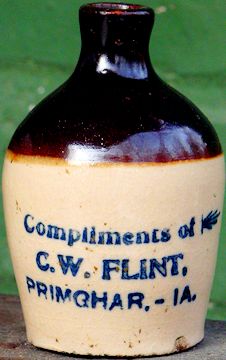 Compliments of
C.W. FLINT,
PRIMGHAR,-IA.